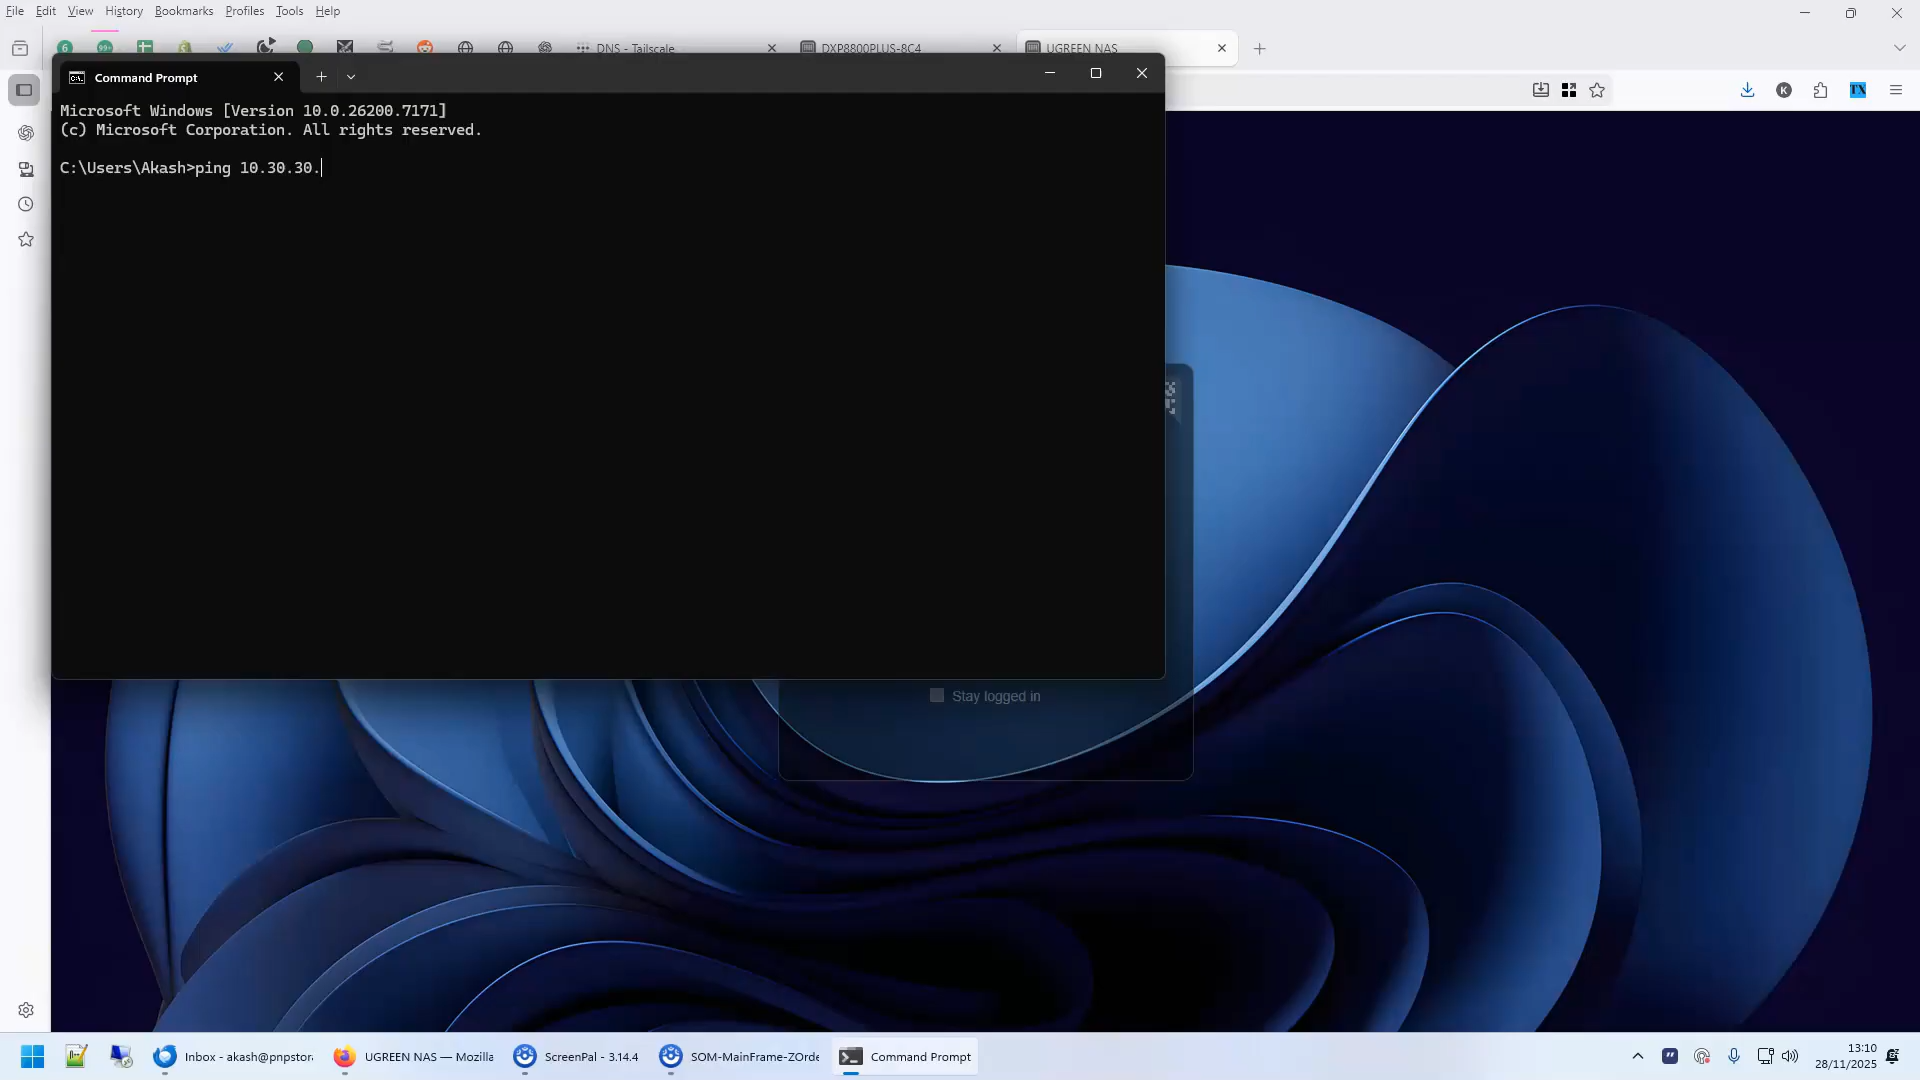 File Edit View History Bookmarks Profiles Tools Help
6 99+ DNS - Tailscale DXP8800PLUS-8C4 UGREEN NAS
Command Prompt
K TX
Microsoft Windows [Version 10.0.26200.7171]
(c) Microsoft Corporation. All rights reserved.
C:\Users\Akash>ping 10.30.30.
Stay logged in
Inbox - akash@pnpstor
UGREEN NAS — Mozilla
ScreenPal - 3.14.4
SOM-MainFrame-ZOrde
Command Prompt
13:10
28/11/2025